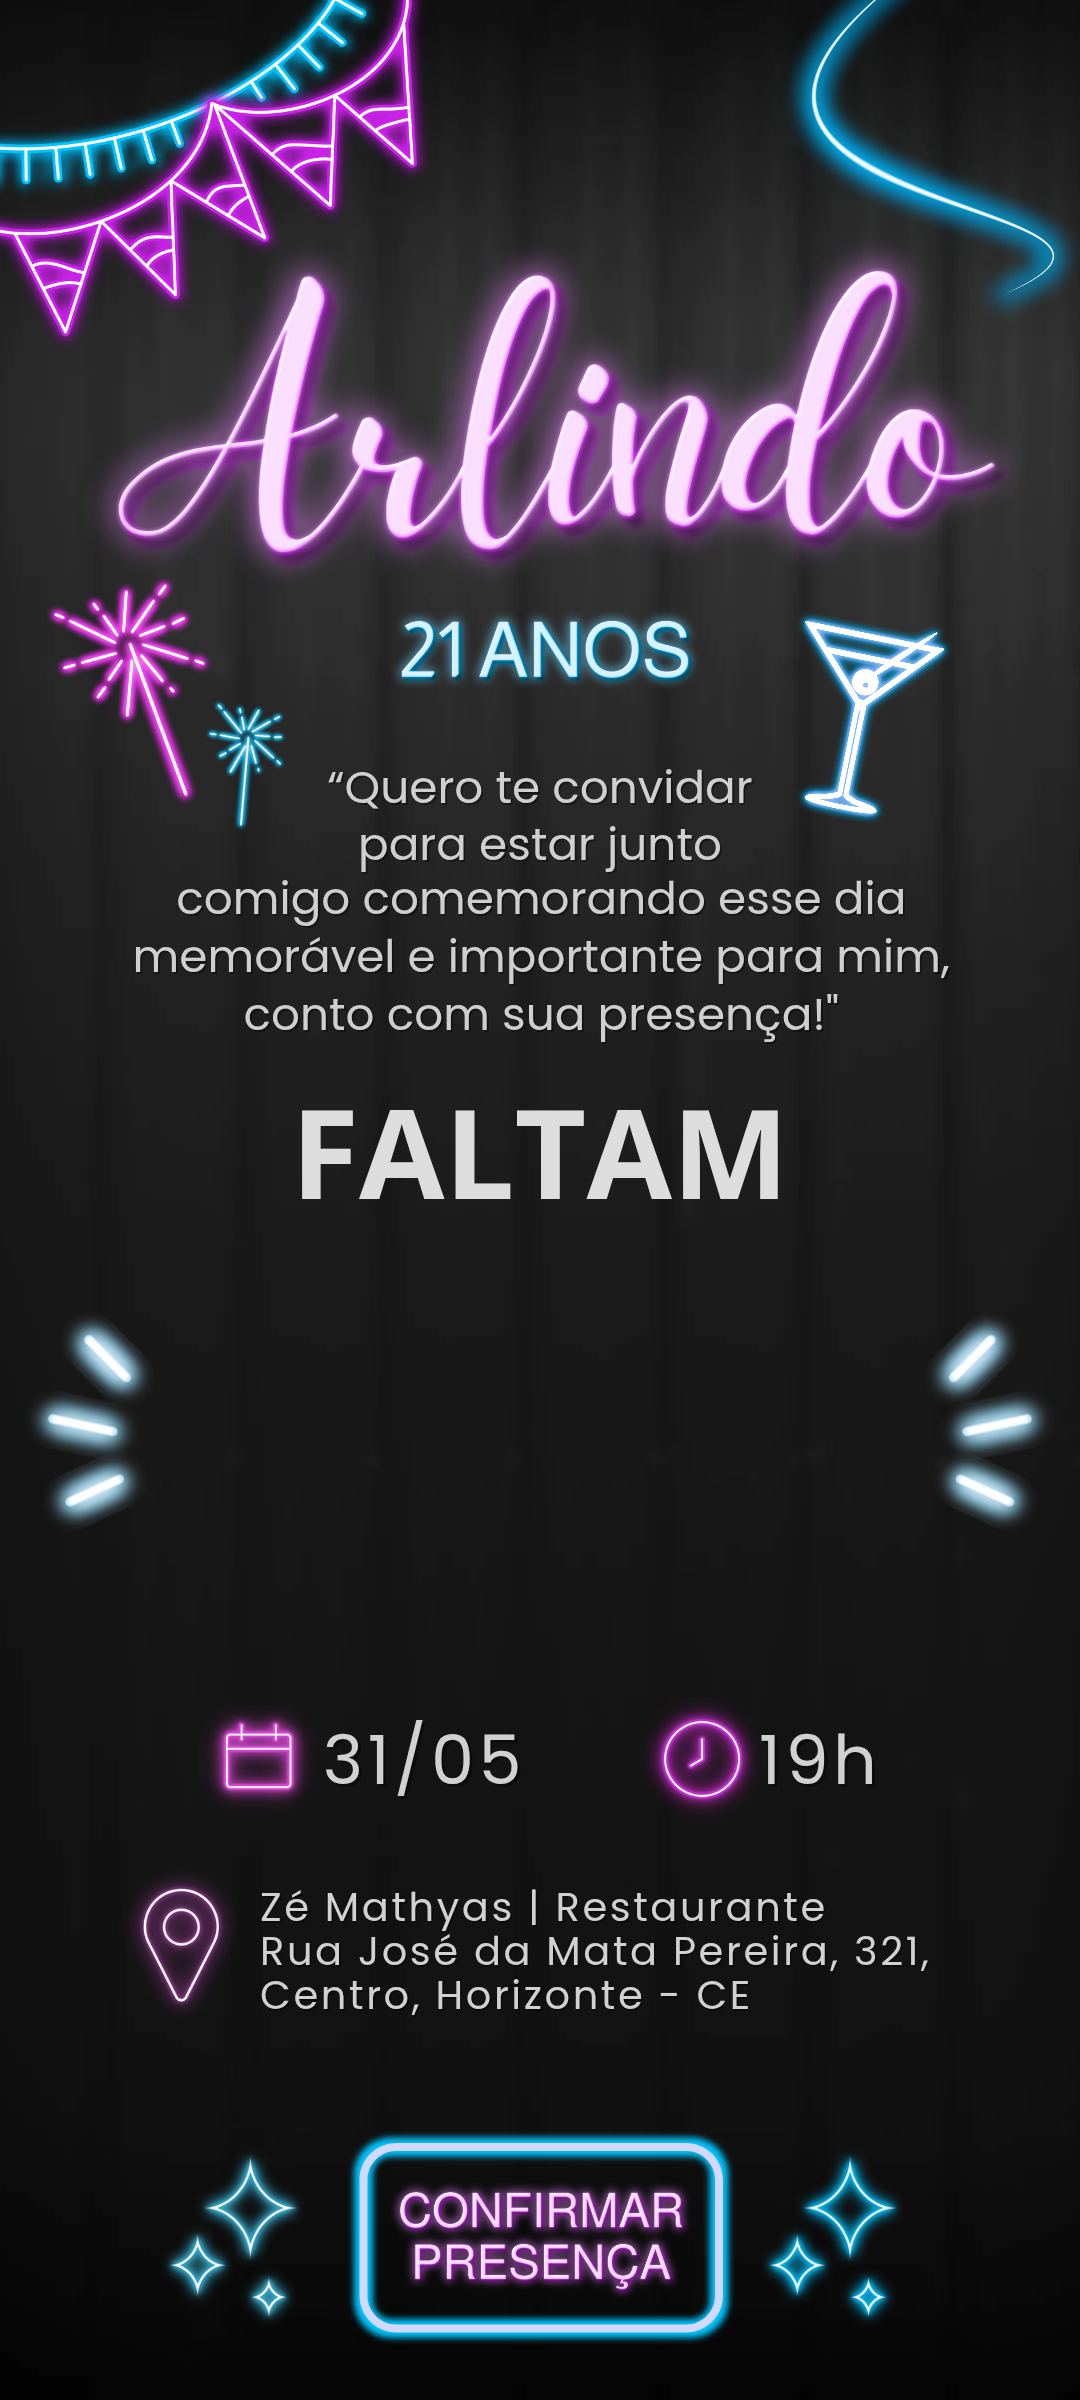 Arlindo
21 ANOS
“Quero te convidar
para estar junto
comigo comemorando esse dia
memorável e importante para mim,
conto com sua presença!"
FALTAM
31/05
19h
Zé Mathyas | Restaurante
Rua José da Mata Pereira, 321,
Centro, Horizonte - CE
CONFIRMAR
PRESENÇA